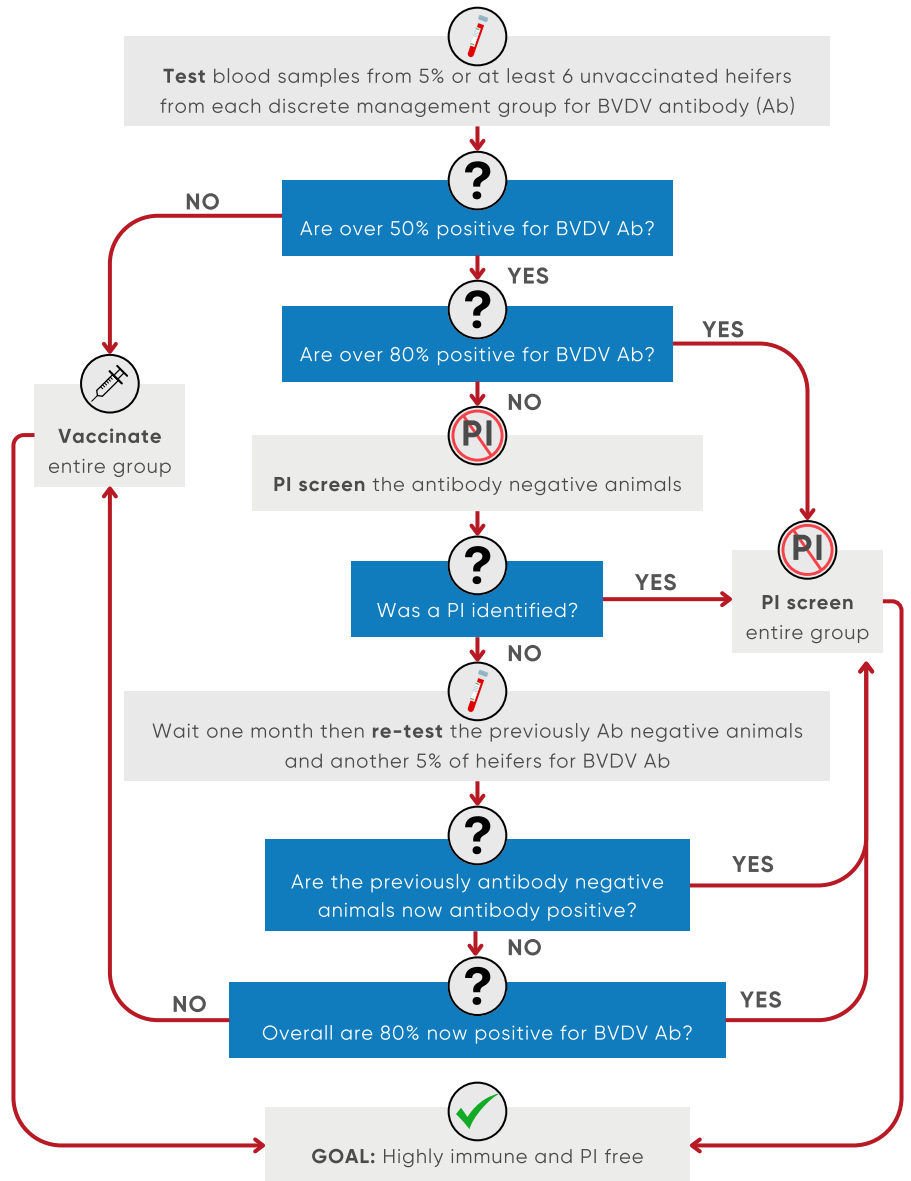 Test blood samples from 5% or at least 6 unvaccinated heifers
from each discrete management group for BVDV antibody (Ab)
?
NO
Are over 50% positive for BVDV Ab?
YES
?
YES
Are over 80% positive for BVDV Ab?
NO
PI
Vaccinate
entire group
PI screen the antibody negative animals
?
PI
YES
Was a PI identified?
PI screen
entire group
NO
Wait one month then re-test the previously Ab negative animals
and another 5% of heifers for BVDV Ab
?
YES
Are the previously antibody negative
animals now antibody positive?
NO
?
NO
YES
Overall are 80% now positive for BVDV Ab?
GOAL: Highly immune and PI free